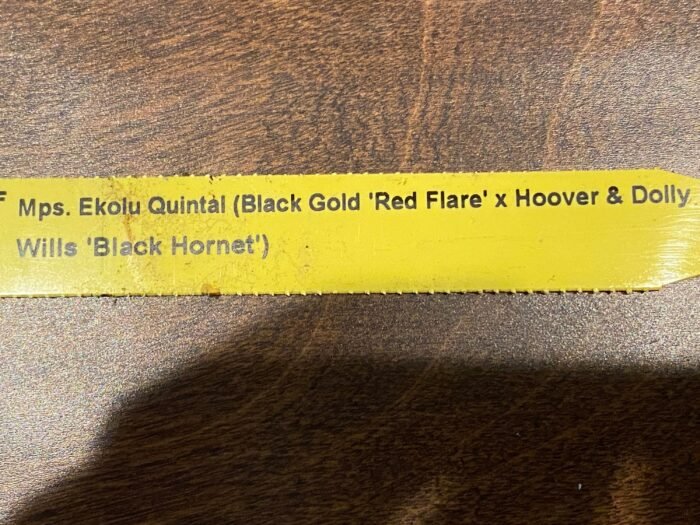 F Mps. Ekolu Quintal (Black Gold 'Red Flare' x Hoover & Dolly
Wills 'Black Hornet')